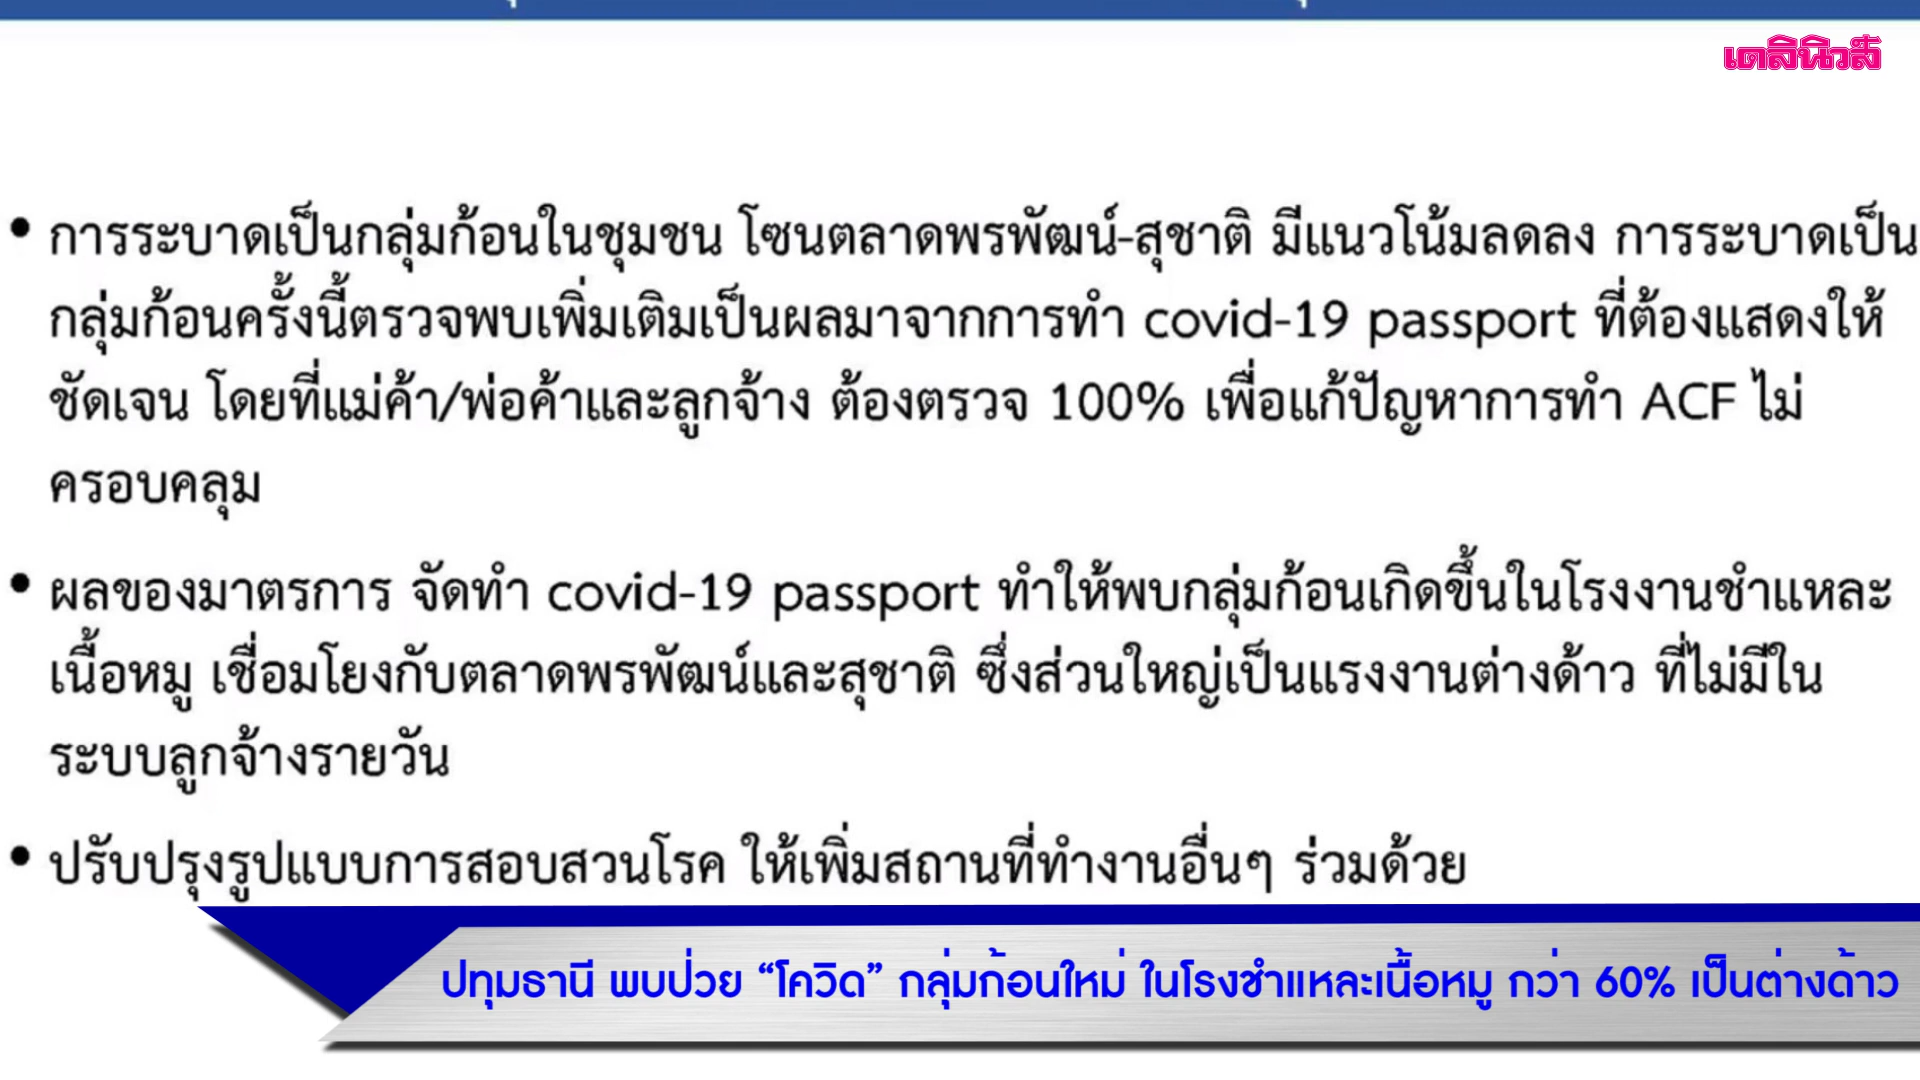 เดลินิวส์
• การระบาดเป็นกลุ่มก้อนในชุมชน โซนตลาดพรพัฒน์-สุชาติ มีแนวโน้มลดลง การระบาดเป็น
กลุ่มก้อนครั้งนี้ตรวจพบเพิ่มเติมเป็นผลมาจากการทำ covid-19 passport ที่ต้องแสดงให้
ชัดเจน โดยที่แม่ค้า/พ่อค้าและลูกจ้าง ต้องตรวจ 100% เพื่อแก้ปัญหาการทำ ACF ไม่
ครอบคลุม
• ผลของมาตรการ จัดทำ covid-19 passport ทำให้พบกลุ่มก้อนเกิดขึ้นในโรงงานชำแหละ
เนื้อหมู เชื่อมโยงกับตลาดพรพัฒน์และสุชาติ ซึ่งส่วนใหญ่เป็นแรงงานต่างด้าว ที่ไม่มีใน
ระบบลูกจ้างรายวัน
• ปรับปรุงรูปแบบการสอบสวนโรค ให้เพิ่มสถานที่ทำงานอื่นๆ ร่วมด้วย
ปทุมธานี พบป่วย “โควิด” กลุ่มก้อนใหม่ ในโรงชำแหละเนื้อหมู กว่า 60% เป็นต่างด้าว